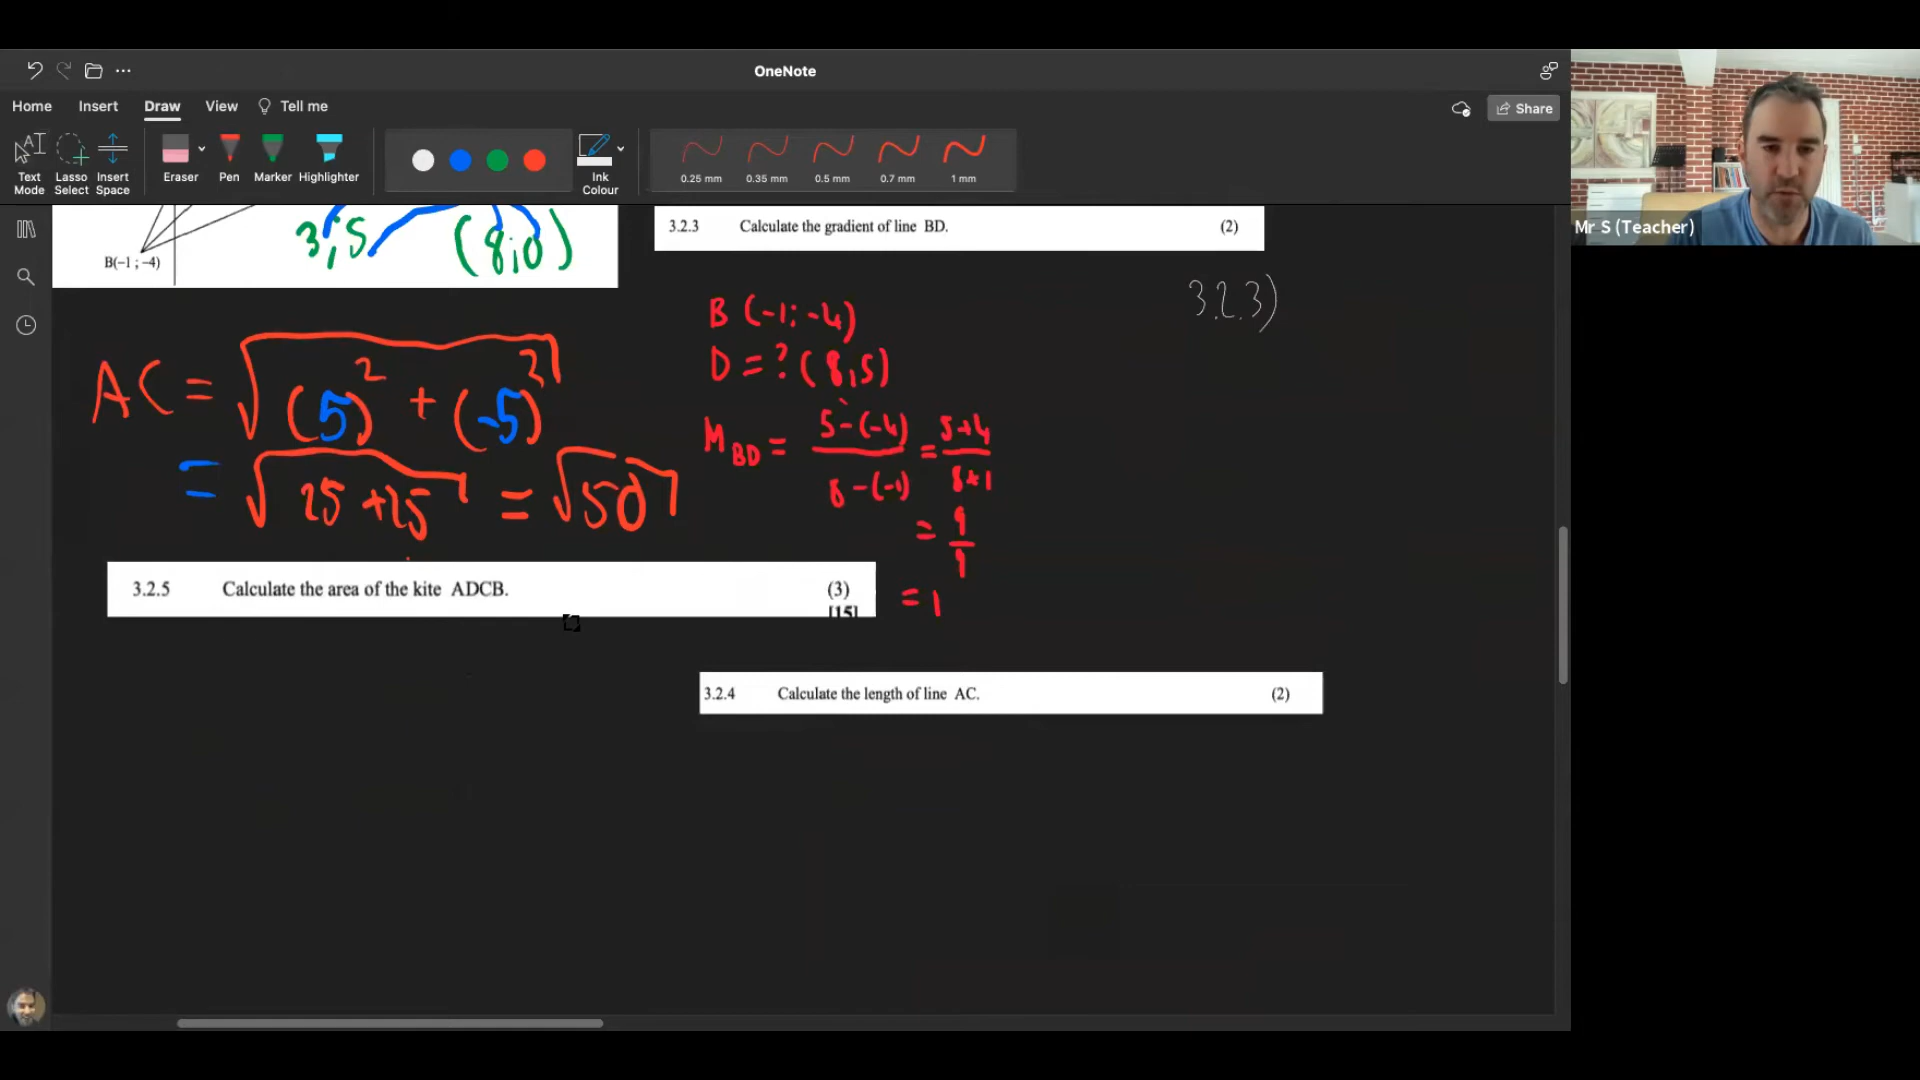 OneNote
Home Insert Draw View Tell me
Share
Text Mode
Lasso Select
Insert Space
Eraser
Pen
Marker
Highlighter
Ink Colour
0.25 mm 0.35 mm 0.5 mm 0.7 mm 1 mm
Mr S (Teacher)
B(−1 ; −4)
3;5 (8;0)
3.2.3 Calculate the gradient of line BD. (2)
3.2.3)
B (-1; -4)
D = ? (8;5)
M BD = 5-(-4) / 8-(-1) = 5+4 / 8+1
= 9/9
= 1
AC = √(5)² + (-5)²
= √25 + 25 = √50
3.2.5 Calculate the area of the kite ADCB. (3)
[15]
3.2.4 Calculate the length of line AC. (2)